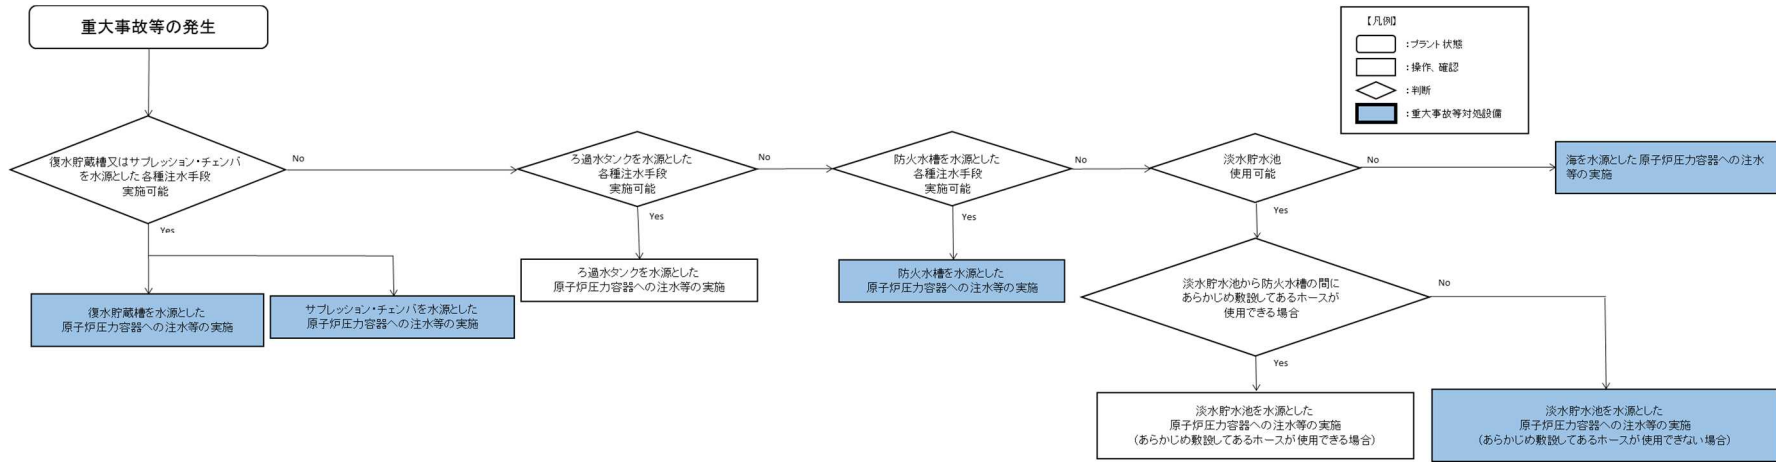 重大事故等の発生
【凡例】
：プラント状態
：操作、確認
：判断
：重大事故等対処設備
復水貯蔵槽又はサプレッション・チェンバ
を水源とした各種注水手段
実施可能
No
Yes
ろ過水タンクを水源とした
各種注水手段
実施可能
No
Yes
防火水槽を水源とした
各種注水手段
実施可能
No
Yes
淡水貯水池
使用可能
No
Yes
海を水源とした原子炉圧力容器への注水
等の実施
復水貯蔵槽を水源とした
原子炉圧力容器への注水等の実施
サプレッション・チェンバを水源とした
原子炉圧力容器への注水等の実施
ろ過水タンクを水源とした
原子炉圧力容器への注水等の実施
防火水槽を水源とした
原子炉圧力容器への注水等の実施
淡水貯水池から防火水槽の間に
あらかじめ敷設してあるホースが
使用できる場合
No
Yes
淡水貯水池を水源とした
原子炉圧力容器への注水等の実施
（あらかじめ敷設してあるホースが使用できる場合）
淡水貯水池を水源とした
原子炉圧力容器への注水等の実施
（あらかじめ敷設してあるホースが使用できない場合）